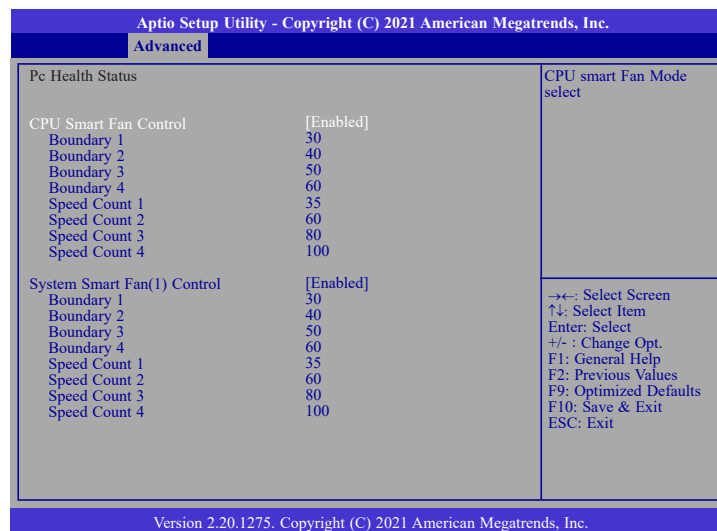 Aptio Setup Utility - Copyright (C) 2021 American Megatrends, Inc.
Advanced
Pc Health Status
CPU Smart Fan Control [Enabled]
Boundary 1 30
Boundary 2 40
Boundary 3 50
Boundary 4 60
Speed Count 1 35
Speed Count 2 60
Speed Count 3 80
Speed Count 4 100
System Smart Fan(1) Control [Enabled]
Boundary 1 30
Boundary 2 40
Boundary 3 50
Boundary 4 60
Speed Count 1 35
Speed Count 2 60
Speed Count 3 80
Speed Count 4 100
CPU smart Fan Mode
select
→←: Select Screen
↑↓: Select Item
Enter: Select
+/- : Change Opt.
F1: General Help
F2: Previous Values
F9: Optimized Defaults
F10: Save & Exit
ESC: Exit
Version 2.20.1275. Copyright (C) 2021 American Megatrends, Inc.